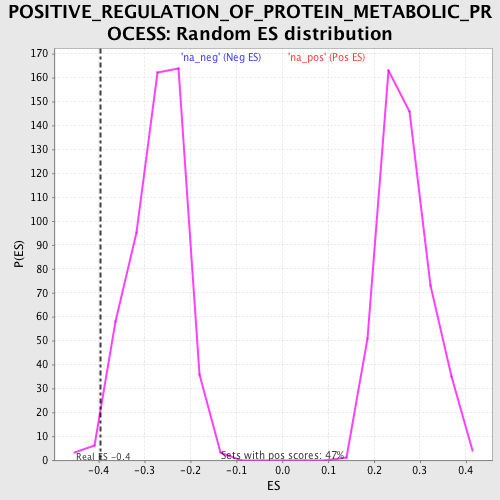 POSITIVE_REGULATION_OF_PROTEIN_METABOLIC_PR
OCESS: Random ES distribution
'na_neg' (Neg ES) 'na_pos' (Pos ES)
170
160
150
140
130
120
110
100
90
80
70
60
50
40
30
20
10
0
P(ES)
Real ES -0.4
Sets with pos scores: 47%
-0.4 -0.3 -0.2 -0.1 0.0 0.1 0.2 0.3 0.4
ES